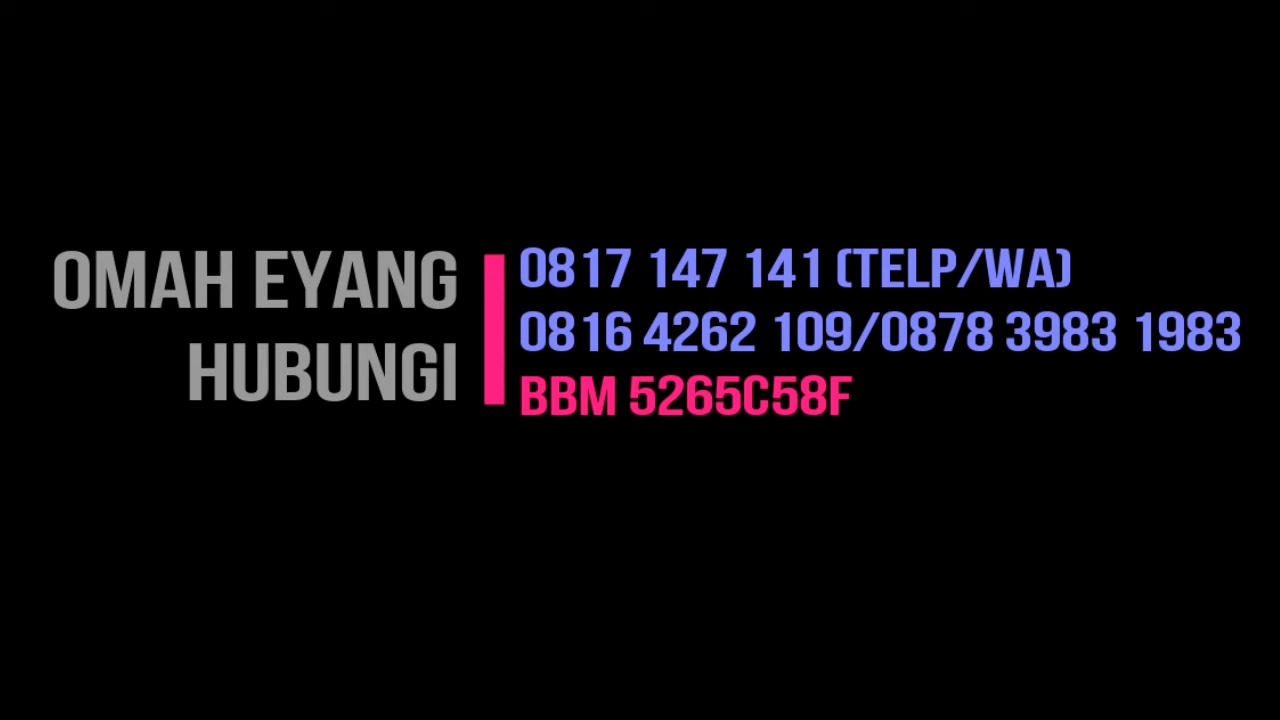 OMAH EYANG
HUBUNGI
0817 147 141 (TELP/WA)
0816 4262 109/0878 3983 1983
BBM 5265C58F